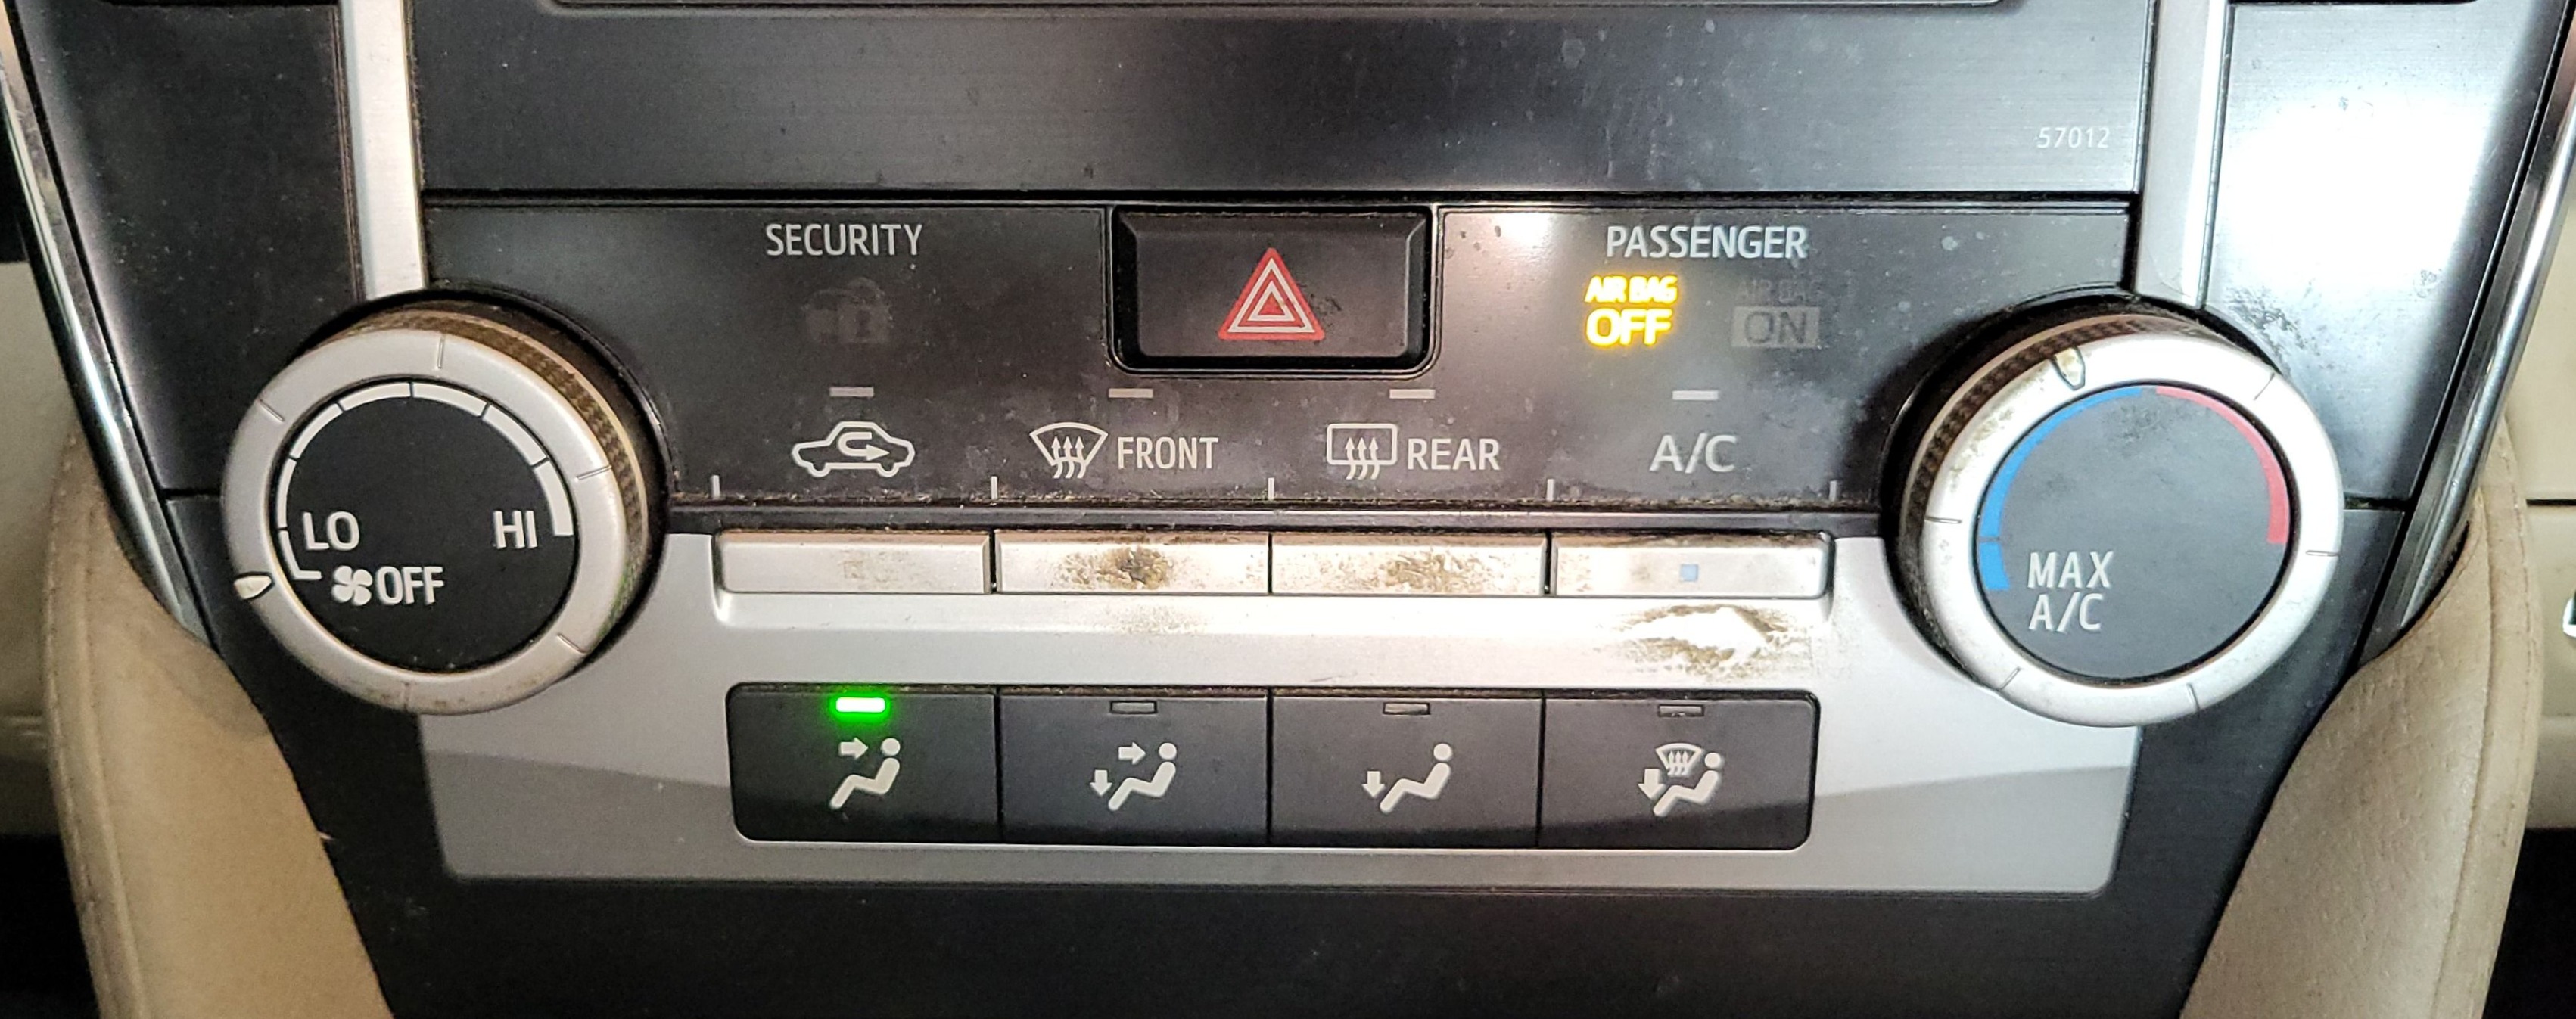 57012
SECURITY
PASSENGER
AIR BAG
OFF
AIR BAG
ON
FRONT
REAR
A/C
LO
HI
OFF
MAX
A/C